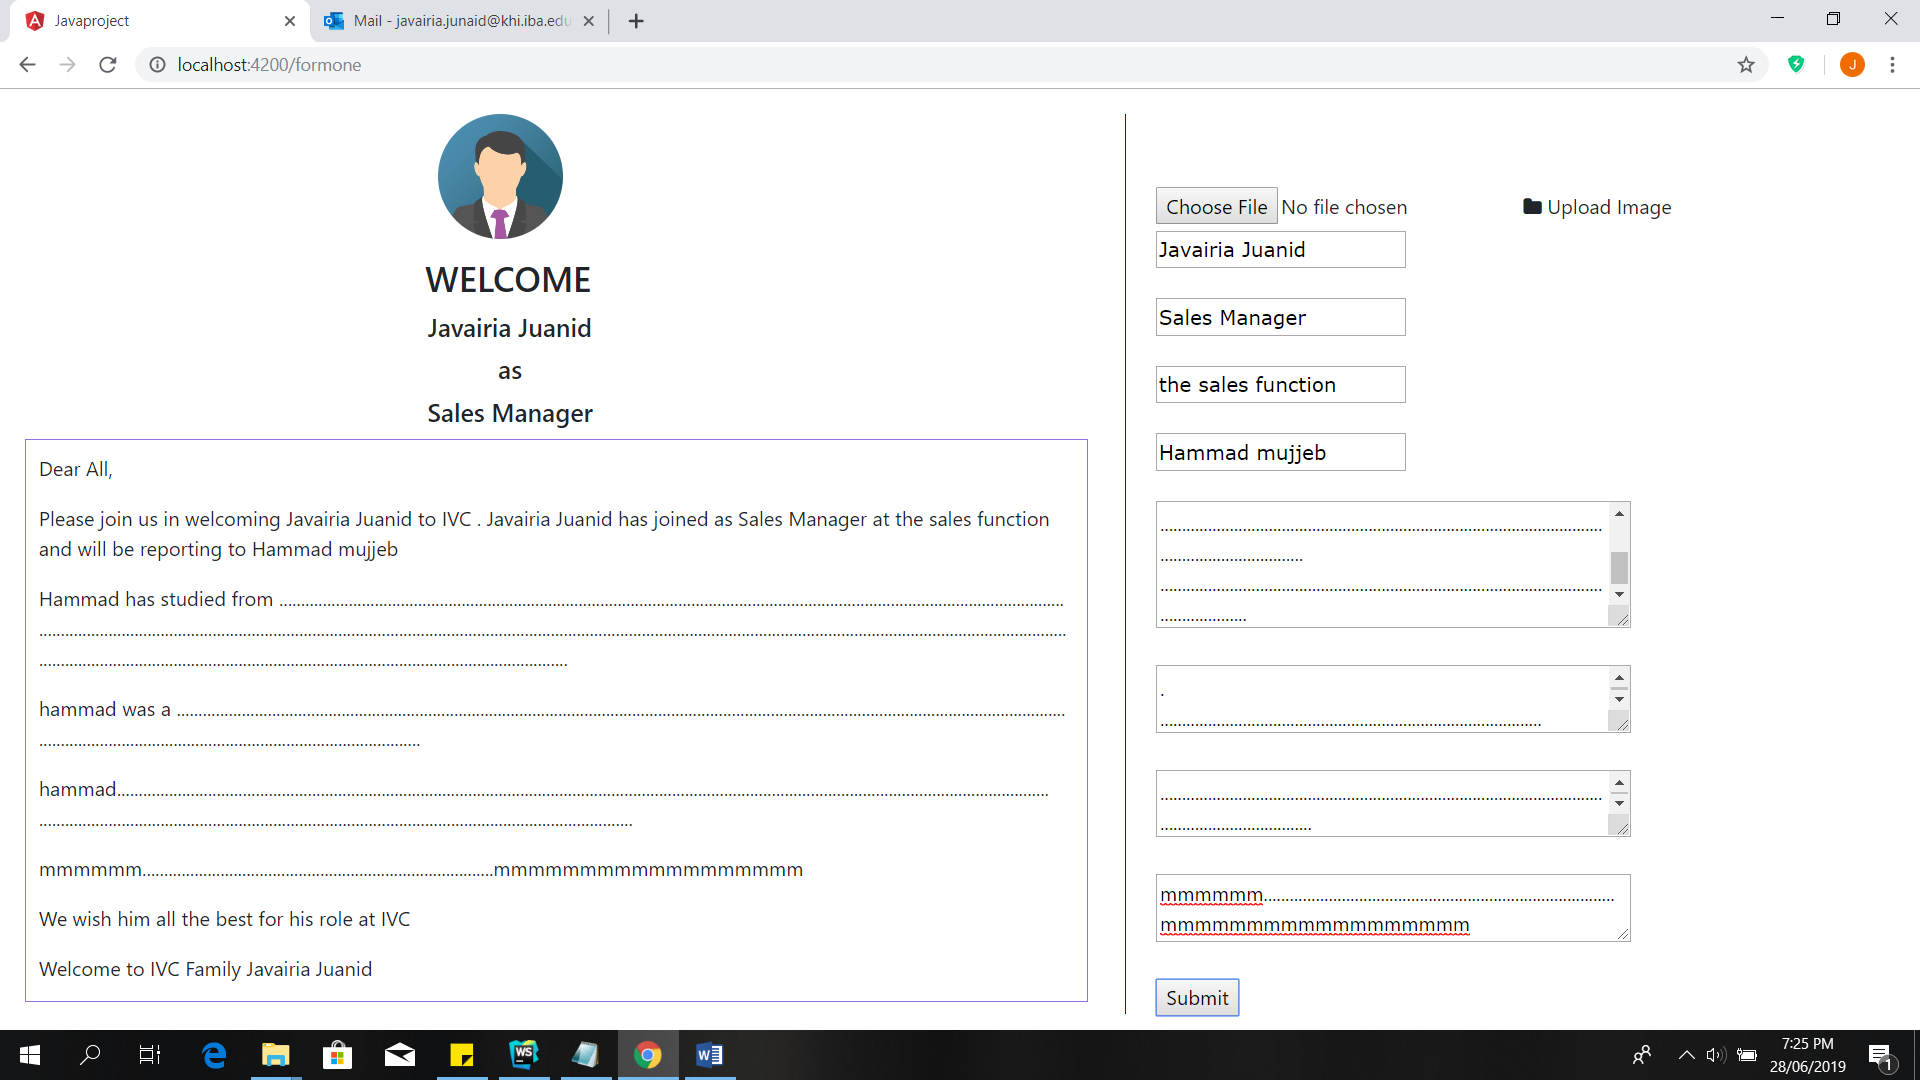 Javaproject
Mail - javairia.junaid@khi.iba.edu
localhost:4200/formone
WELCOME
Javairia Juanid
as
Sales Manager
Dear All,
Please join us in welcoming Javairia Juanid to IVC . Javairia Juanid has joined as Sales Manager at the sales function
and will be reporting to Hammad mujjeb
Hammad has studied from ................................................................................
................................................................................
................................................................................
hammad was a ................................................................................
................................................................................
hammad................................................................................
................................................................................
mmmmmm.................................................................................mmmmmmmmmmmmmmmmmm
We wish him all the best for his role at IVC
Welcome to IVC Family Javairia Juanid
Choose File No file chosen
Upload Image
Javairia Juanid
Sales Manager
the sales function
Hammad mujjeb
................................................................................
.................................
................................................................................
....................
.
................................................................................
................................................................................
...................................
mmmmmm.................................................................................
mmmmmmmmmmmmmmmmmm
Submit
WS
J
7:25 PM
28/06/2019
1